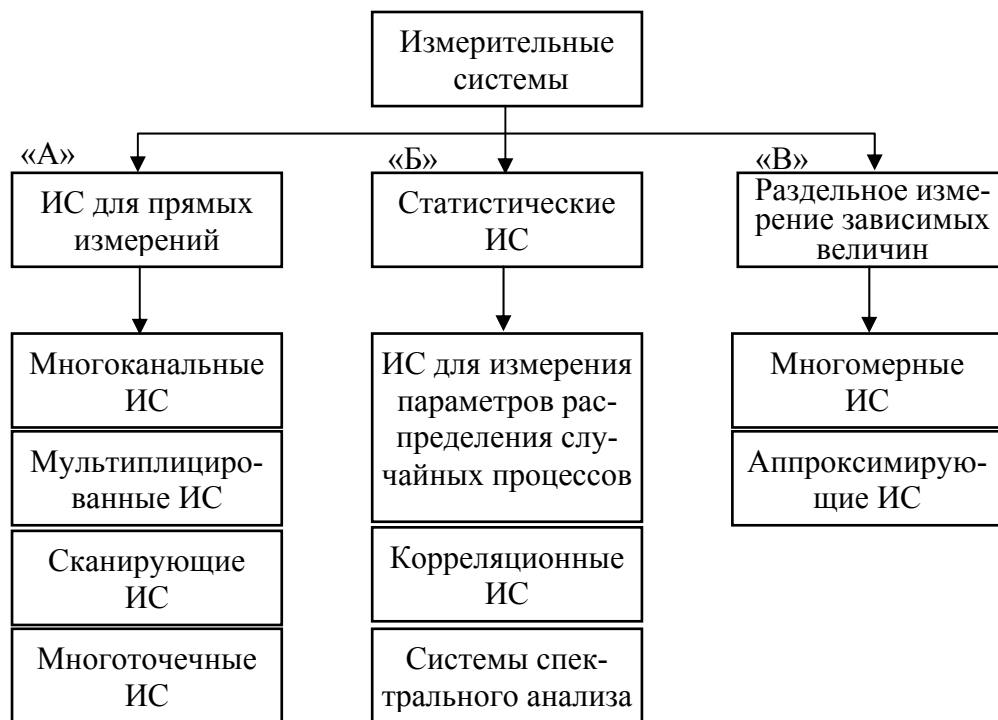 Измерительные
системы
«А»
ИС для прямых
измерений
Многоканальные
ИС
Мультипликиро-
ванные ИС
Сканирующие
ИС
Многоточечные
ИС
«Б»
Статистические
ИС
ИС для измерения
параметров рас-
пределения слу-
чайных процессов
Корреляционные
ИС
Системы спек-
трального анализа
«В»
Раздельное изме-
рение зависимых
величин
Многомерные
ИС
Аппроксимирую-
щие ИС